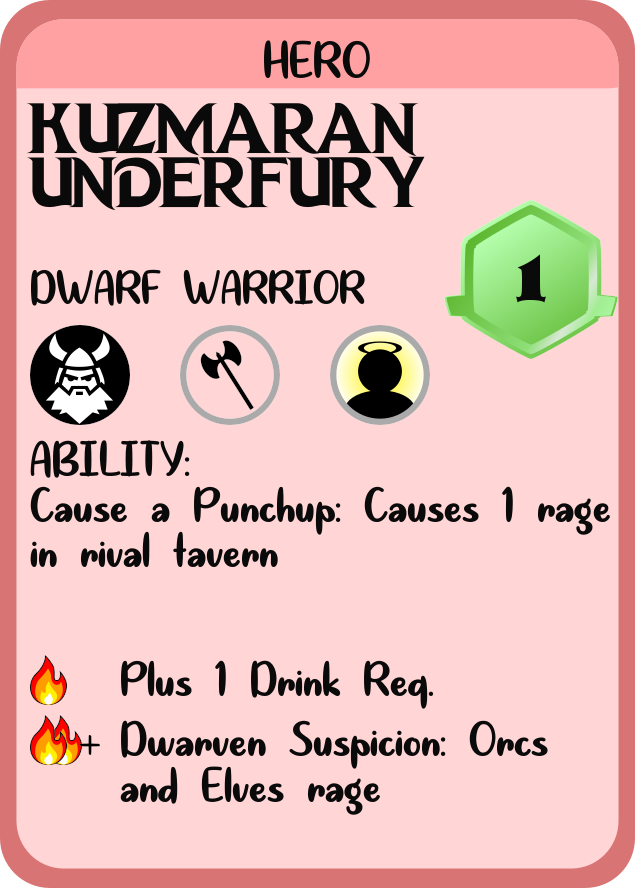 HERO
KUZMARAN
UNDERFURY
1
DWARF WARRIOR
ABILITY:
Cause a Punchup: Causes 1 rage
in rival tavern
Plus 1 Drink Req.
+ Dwarven Suspicion: Orcs
and Elves rage